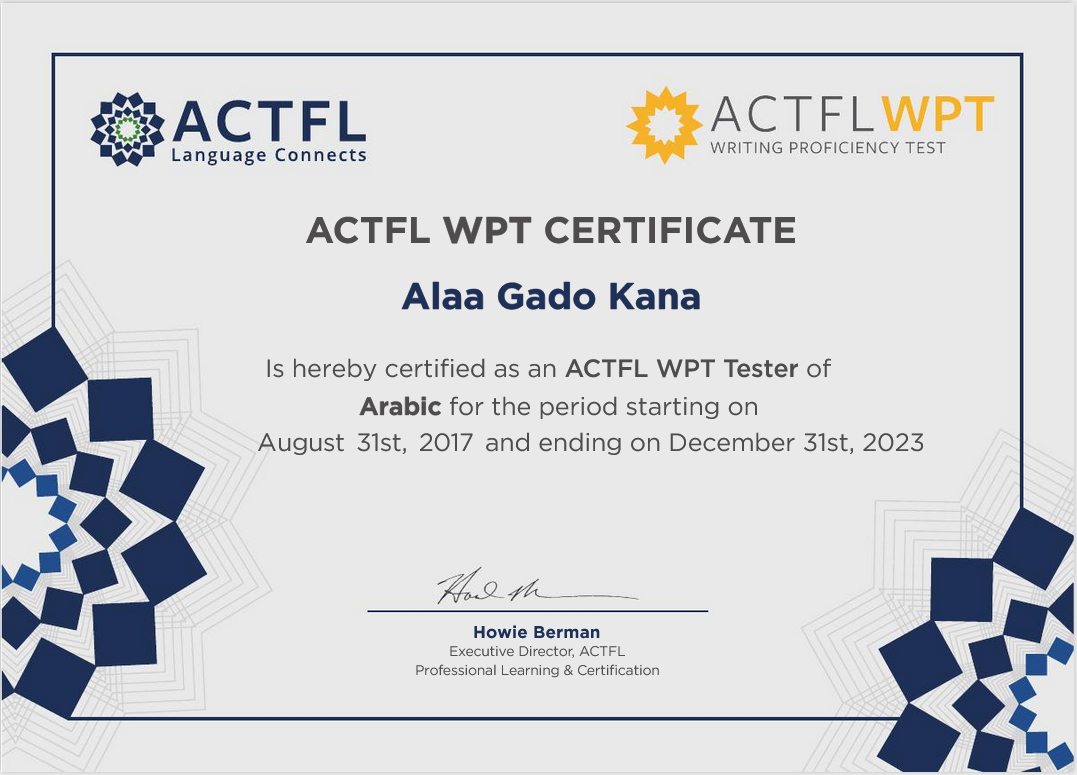 ACTFL
Language Connects
ACTFLWPT
WRITING PROFICIENCY TEST
ACTFL WPT CERTIFICATE
Alaa Gado Kana
Is hereby certified as an ACTFL WPT Tester of
Arabic for the period starting on
August 31st, 2017 and ending on December 31st, 2023
Howie Berman
Executive Director, ACTFL
Professional Learning & Certification